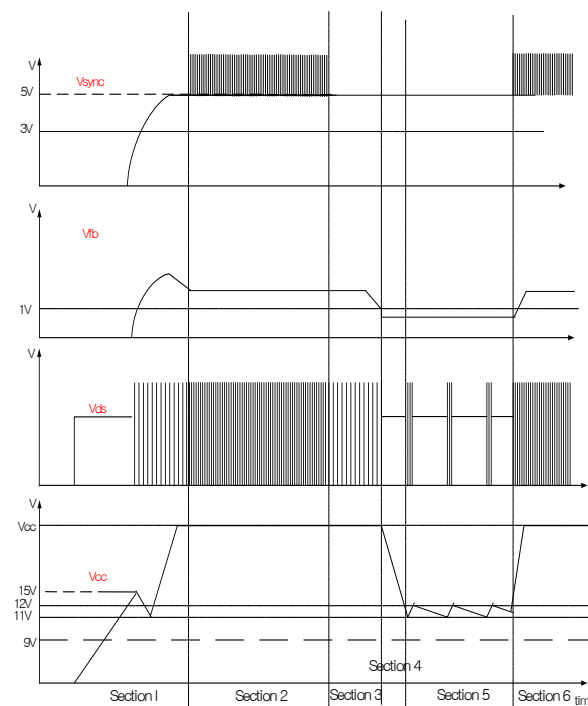 V
Vsync
5V
3V
V
Vfb
1V
V
Vds
V
Vcc
Vcc
15V
12V
11V
9V
Section 4
Section I
Section 2
Section 3
Section 5
Section 6
tim